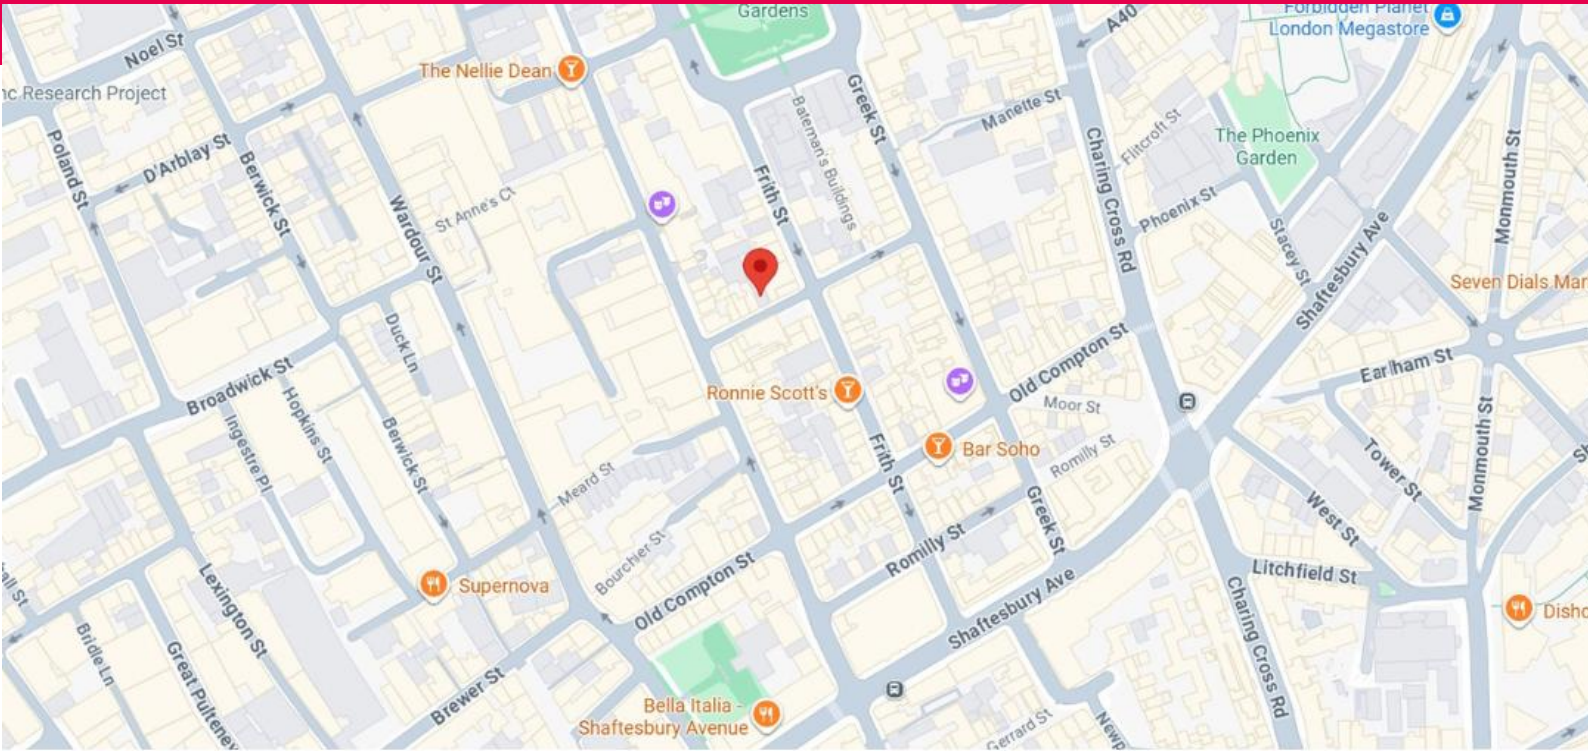 Gardens
Forbidden Planet
London Megastore
A40
Noel St
The Nellie Dean
nc Research Project
Greek St
Manette St
Bateman's Buildings
Charing Cross Rd
Flitcroft St
The Phoenix
Garden
Monmouth St
Poland St
D'Arblay St
Berwick St
St Anne's Ct
Wardour St
Frith St
Phoenix St
Stacey St
Shaftesbury Ave
Seven Dials Mar
Duck Ln
Broadwick St
Old Compton St
Earlham St
Hopkins St
Ingestre Pl
Berwick St
Ronnie Scott's
Moor St
Frith St
Bar Soho
Romilly St
Tower St
Monmouth St
Meard St
West St
Greek St
Romilly St
Bourchier St
Supernova
Old Compton St
Litchfield St
Lexington St
Shaftesbury Ave
Charing Cross Rd
Bridle Ln
Great Pulteney
Brewer St
Bella Italia -
Shaftesbury Avenue
Gerrard St
Newp
Disho